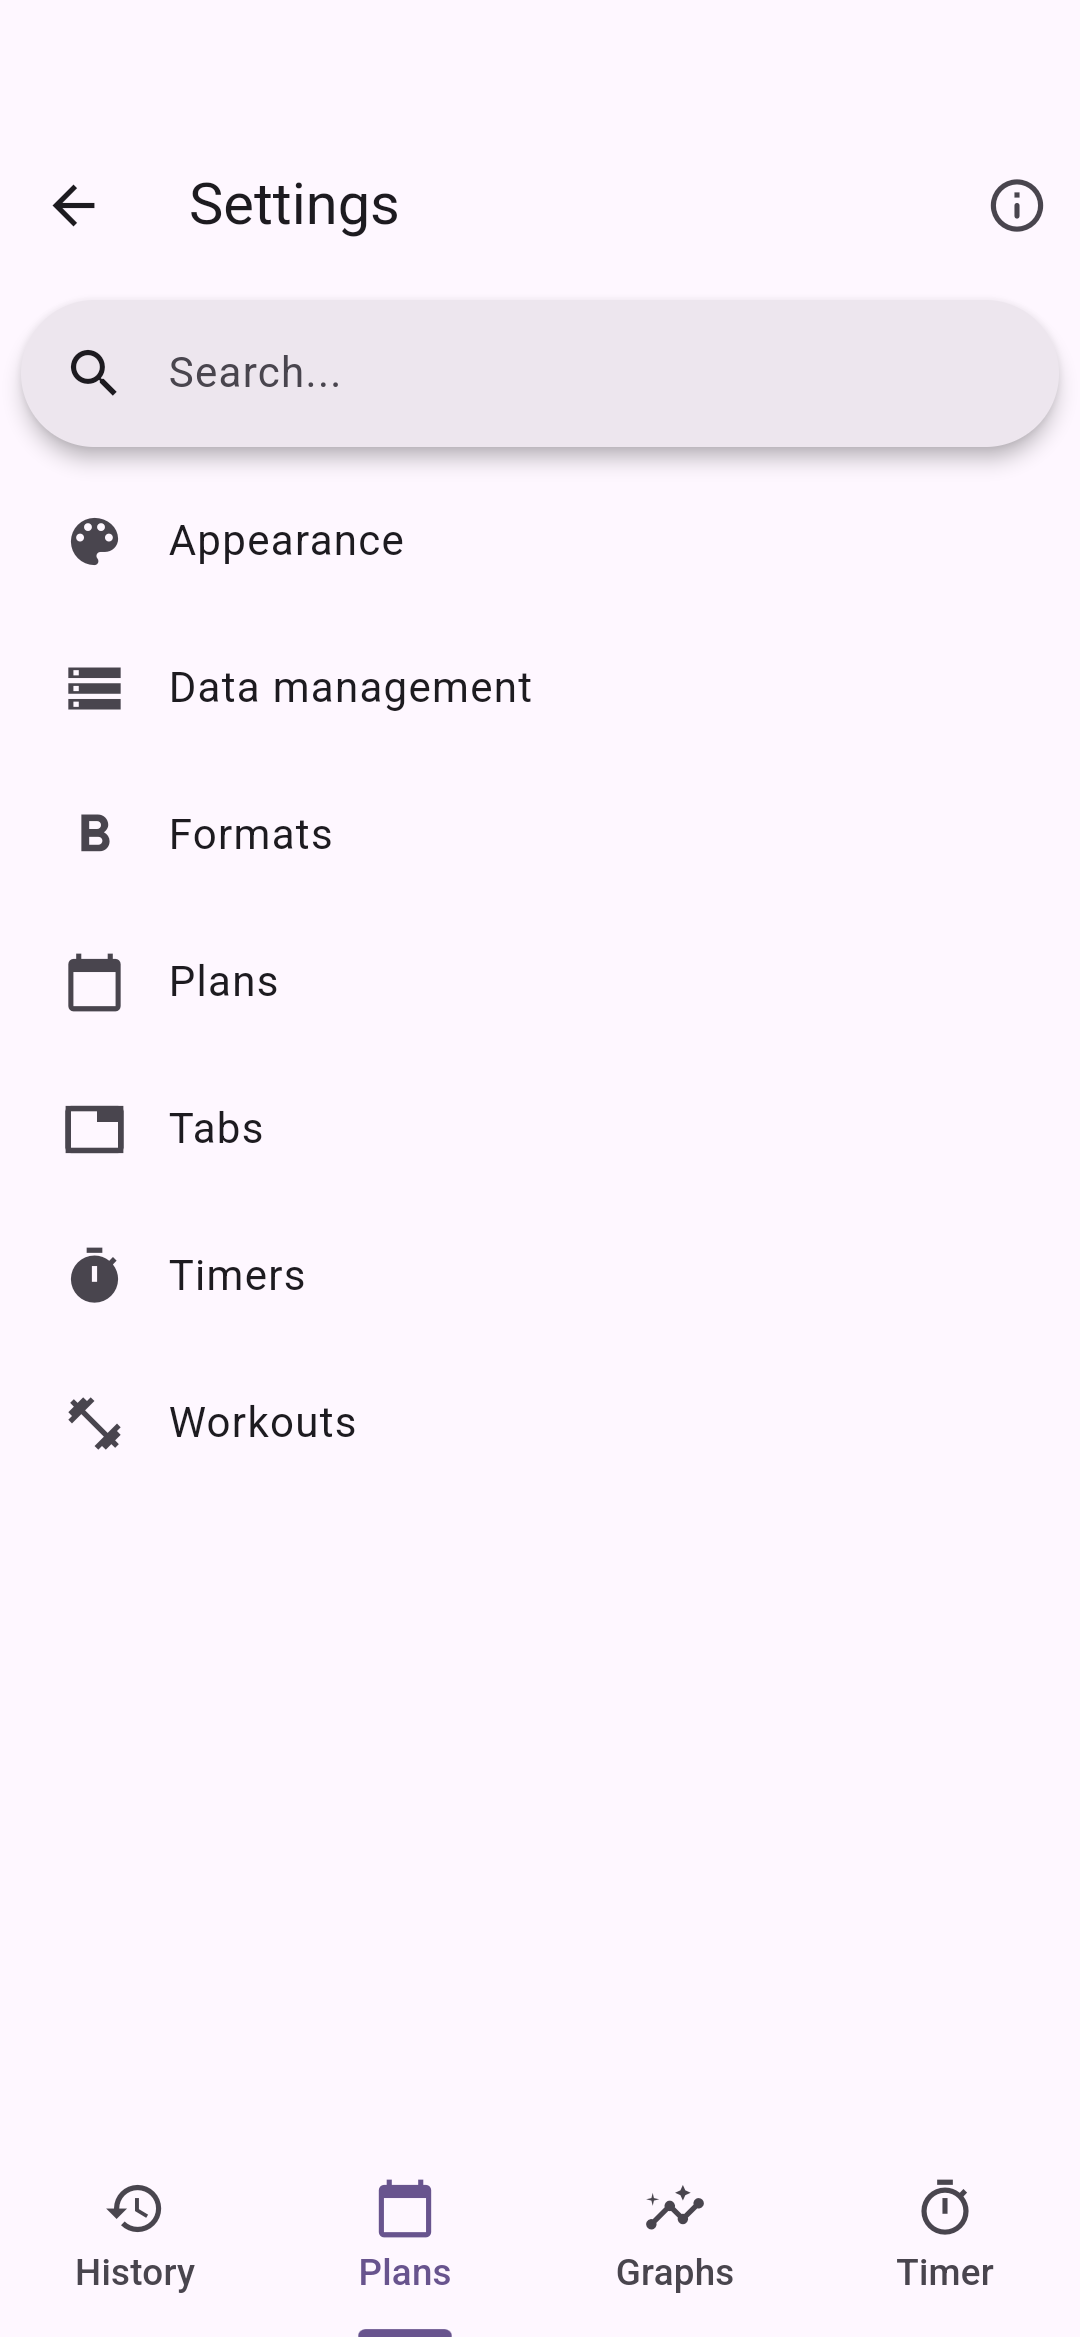 Settings
Search...
Appearance
Data management
Formats
Plans
Tabs
Timers
Workouts
History
Plans
Graphs
Timer